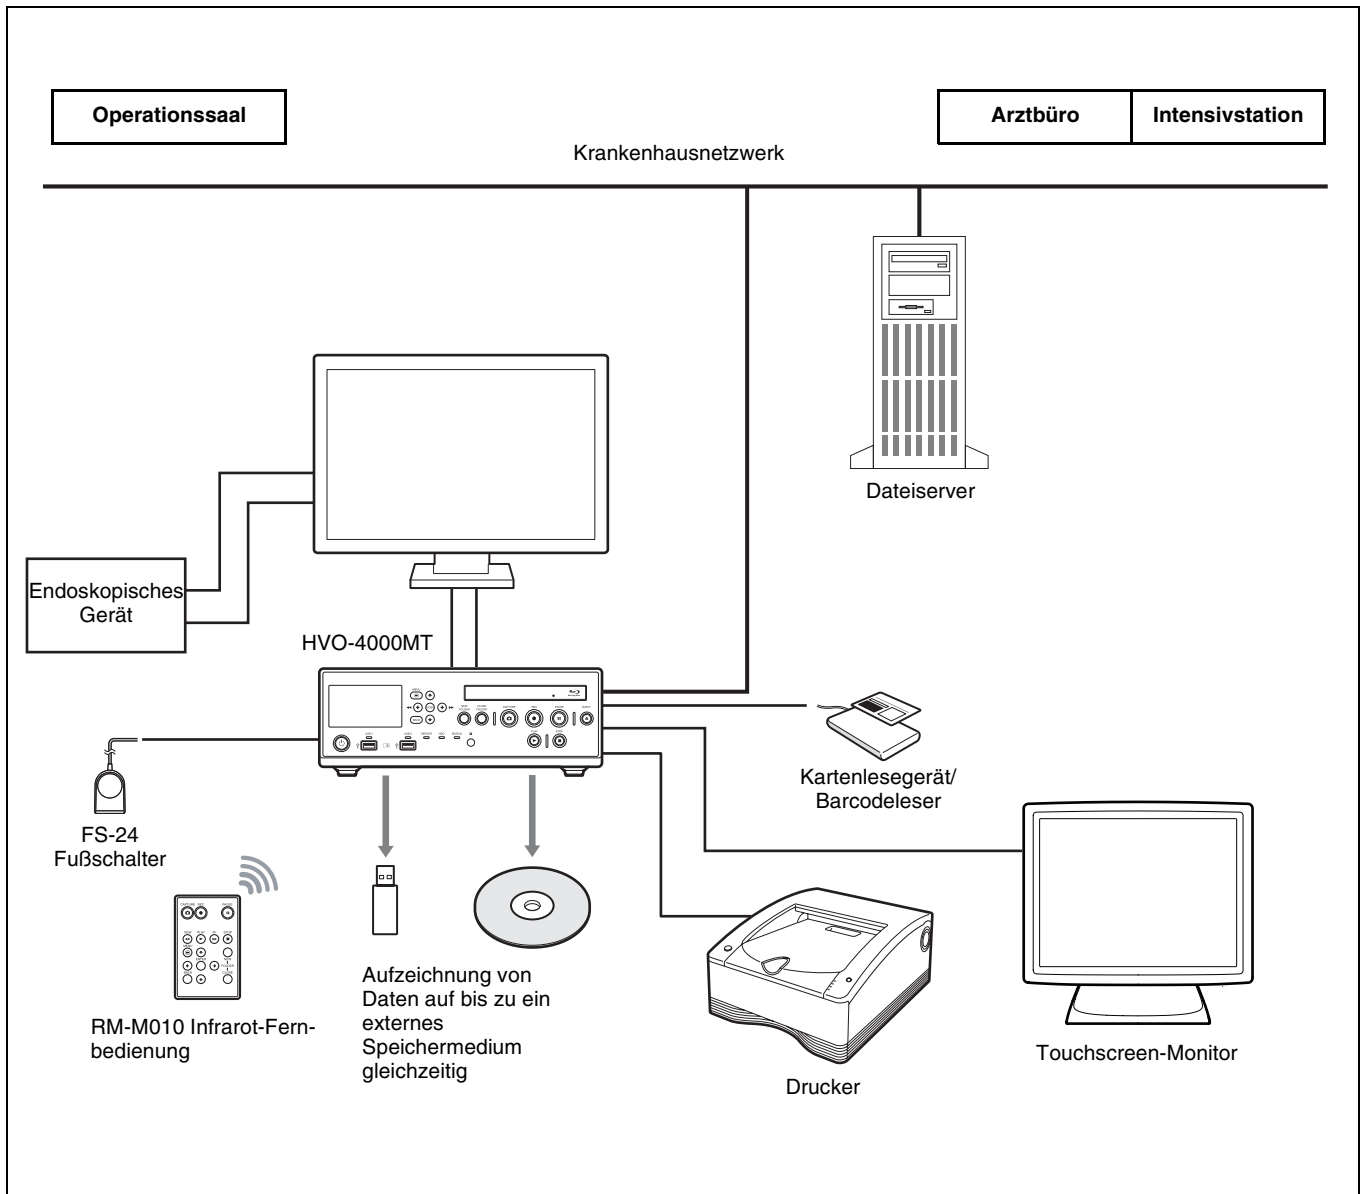 Operationssaal
Arztbüro
Intensivstation
Krankenhausnetzwerk
Dateiserver
Endoskopisches
Gerät
HVO-4000MT
Kartenlesegerät/
Barcodeleser
FS-24
Fußschalter
RM-M010 Infrarot-Fern-
bedienung
Aufzeichnung von
Daten auf bis zu ein
externes
Speichermedium
gleichzeitig
Drucker
Touchscreen-Monitor